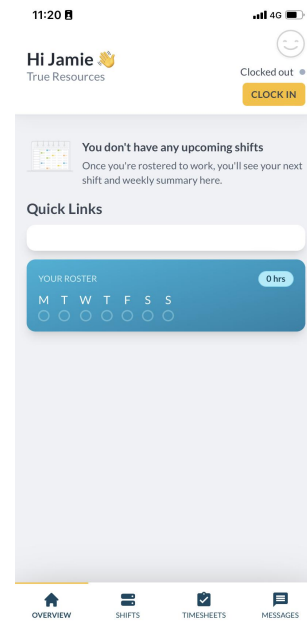 11:20
4G
Hi Jamie 👋
True Resources
Clocked out
CLOCK IN
You don't have any upcoming shifts
Once you're rostered to work, you'll see your next
shift and weekly summary here.
Quick Links
YOUR ROSTER
0 hrs
M T W T F S S
OVERVIEW
SHIFTS
TIMESHEETS
MESSAGES